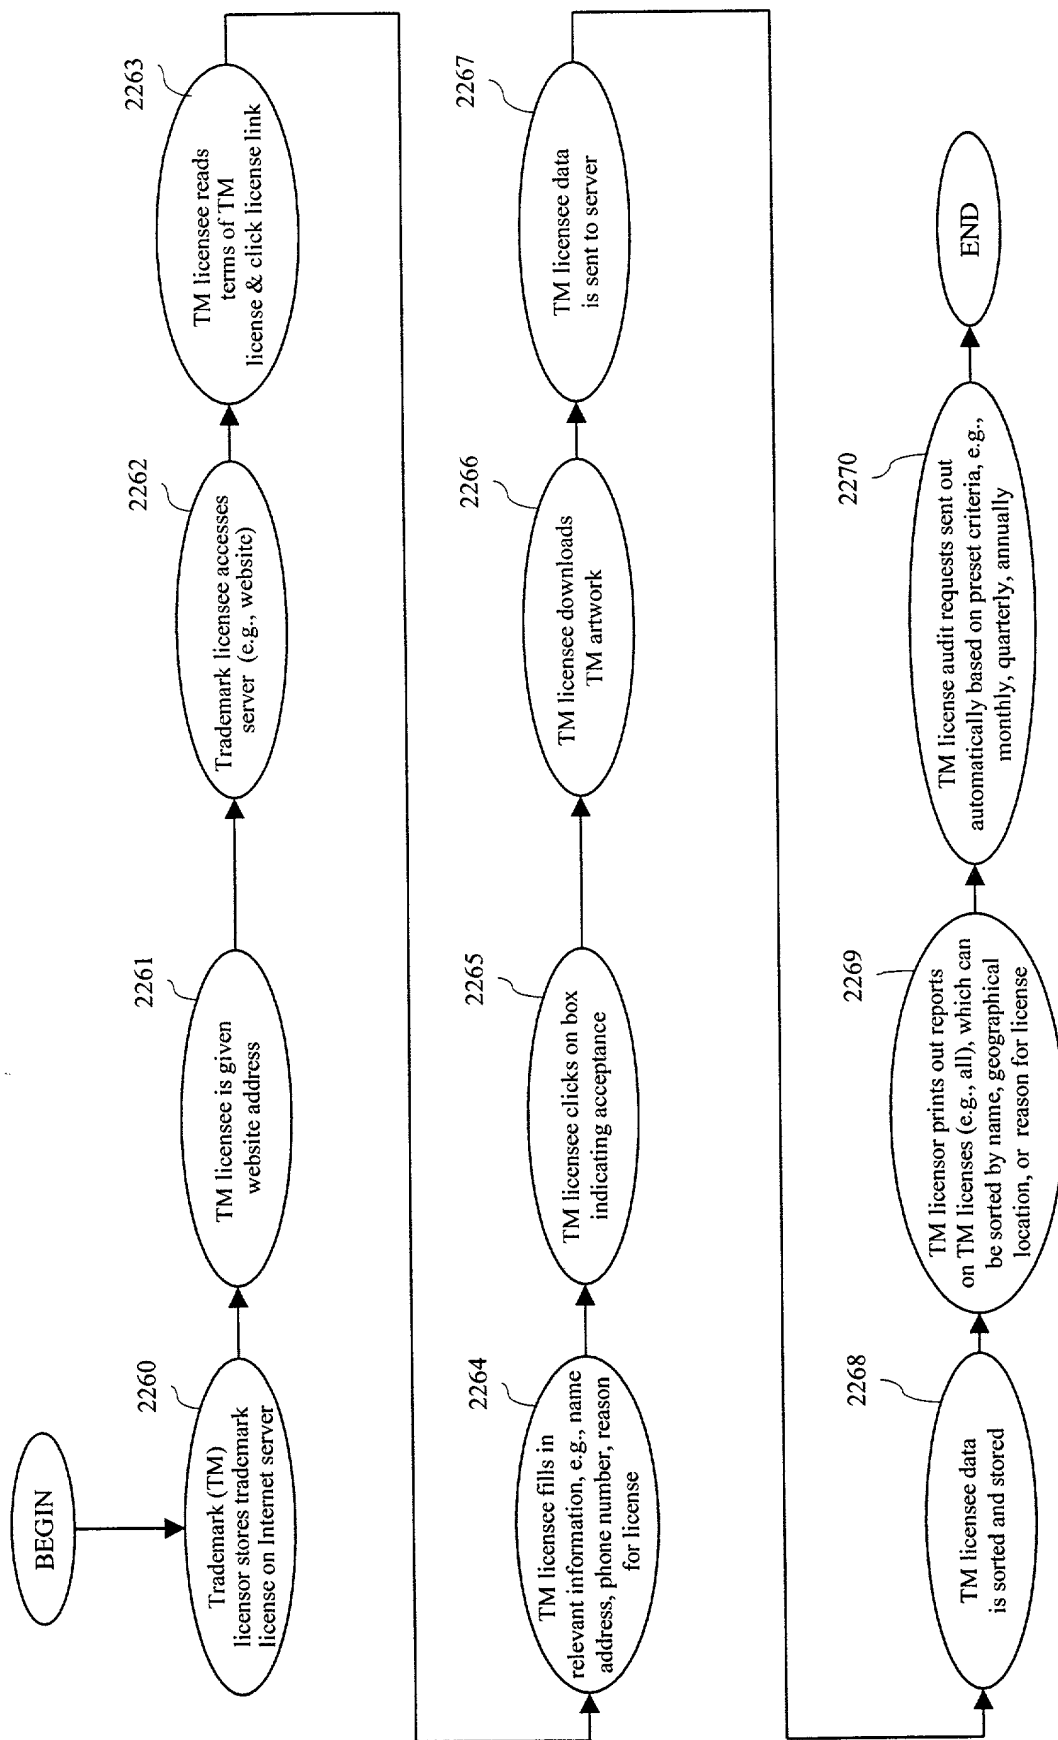 BEGIN
2260
Trademark (TM)
licensor stores trademark
license on Internet server
2261
TM licensee is given
website address
2262
Trademark licensee accesses
server (e.g., website)
2263
TM licensee reads
terms of TM
license & click license link
2264
TM licensee fills in
relevant information, e.g., name
address, phone number, reason
for license
2265
TM licensee clicks on box
indicating acceptance
2266
TM licensee downloads
TM artwork
2267
TM licensee data
is sent to server
2268
TM licensee data
is sorted and stored
2269
TM licensor prints out reports
on TM licenses (e.g., all), which can
be sorted by name, geographical
location, or reason for license
2270
TM license audit requests sent out
automatically based on preset criteria, e.g.,
monthly, quarterly, annually
END